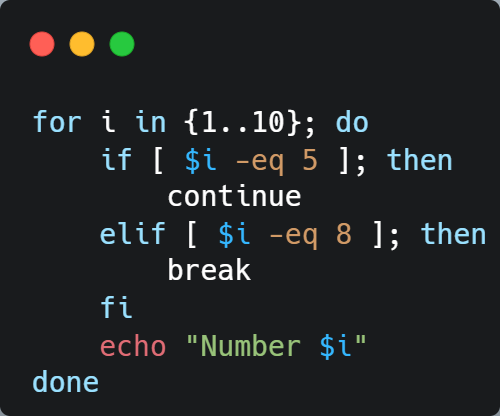 for i in {1..10}; do
    if [ $i -eq 5 ]; then
        continue
    elif [ $i -eq 8 ]; then
        break
    fi
    echo "Number $i"
done